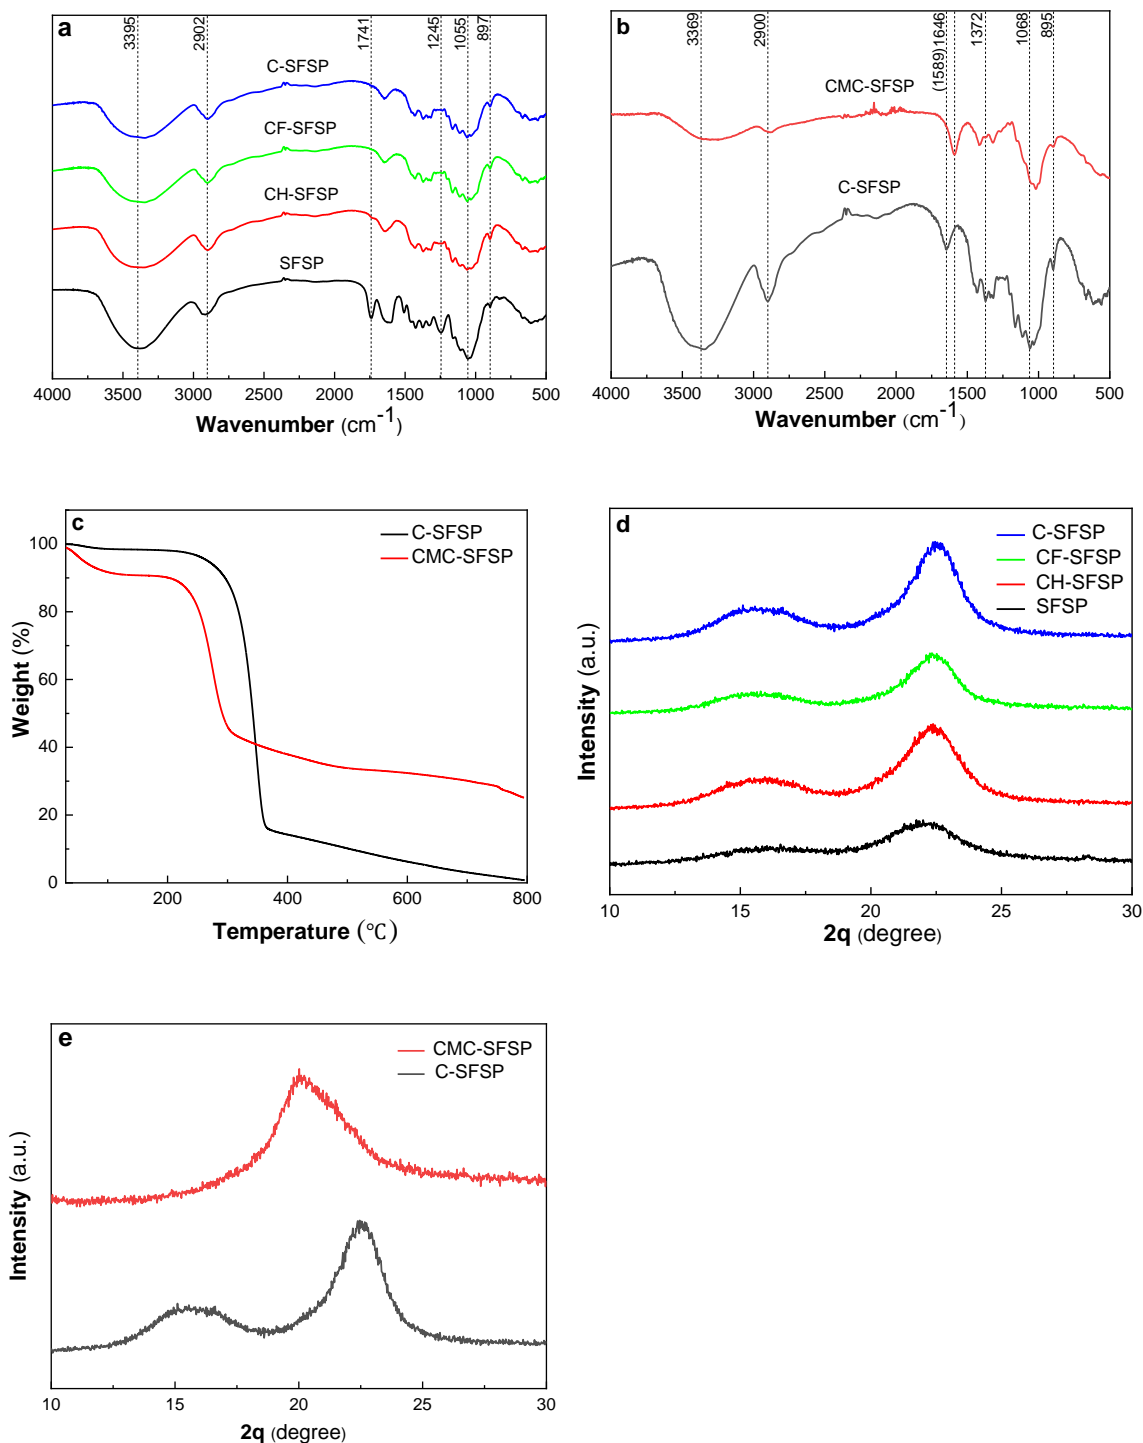 a
3395
2902
1741
1245
1055
897
C-SFSP
CF-SFSP
CH-SFSP
SFSP
4000 3500 3000 2500 2000 1500 1000 500
Wavenumber (cm-1)
b
3369
2900
(1589)1646
1372
1068
895
CMC-SFSP
C-SFSP
4000 3500 3000 2500 2000 1500 1000 500
Wavenumber (cm-1)
c
C-SFSP
CMC-SFSP
100
80
60
40
20
0
Weight (%)
200 400 600 800
Temperature (℃)
d
C-SFSP
CF-SFSP
CH-SFSP
SFSP
Intensity (a.u.)
10 15 20 25 30
2q (degree)
e
CMC-SFSP
C-SFSP
Intensity (a.u.)
10 15 20 25 30
2q (degree)